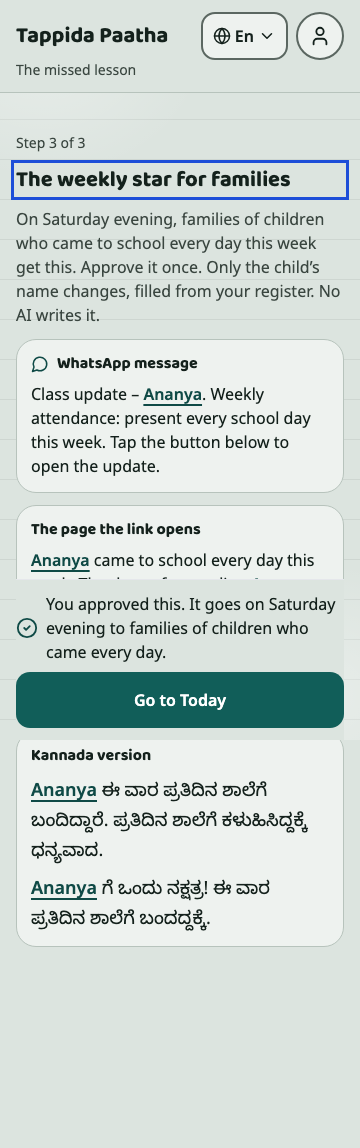 Tappida Paatha
En
The missed lesson
Step 3 of 3
The weekly star for families
On Saturday evening, families of children
who came to school every day this week
get this. Approve it once. Only the child’s
name changes, filled from your register. No
AI writes it.
WhatsApp message
Class update – Ananya. Weekly
attendance: present every school day
this week. Tap the button below to
open the update.
The page the link opens
Ananya came to school every day this
You approved this. It goes on Saturday
evening to families of children who
came every day.
Go to Today
Kannada version
Ananya ಈ ವಾರ ಪ್ರತಿದಿನ ಶಾಲೆಗೆ
ಬಂದಿದ್ದಾರೆ. ಪ್ರತಿದಿನ ಶಾಲೆಗೆ ಕಳುಹಿಸಿದ್ದಕ್ಕೆ
ಧನ್ಯವಾದ.
Ananya ಗೆ ಒಂದು ನಕ್ಷತ್ರ! ಈ ವಾರ
ಪ್ರತಿದಿನ ಶಾಲೆಗೆ ಬಂದದ್ದಕ್ಕೆ.